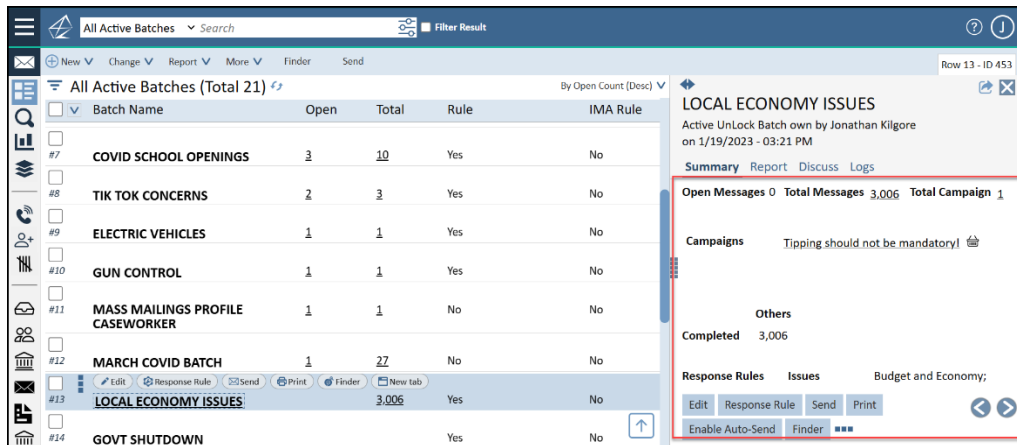 All Active Batches Search Filter Result ? J
New Change Report More Finder Send Row 13 - ID 453
All Active Batches (Total 21) By Open Count (Desc)
Batch Name Open Total Rule IMA Rule
#7 COVID SCHOOL OPENINGS 3 10 Yes No
#8 TIK TOK CONCERNS 2 3 Yes No
#9 ELECTRIC VEHICLES 1 1 Yes No
#10 GUN CONTROL 1 1 Yes No
#11 MASS MAILINGS PROFILE CASEWORKER 1 1 No No
#12 MARCH COVID BATCH 1 27 No No
Edit Response Rule Send Print Finder New tab
#13 LOCAL ECONOMY ISSUES 3,006 Yes No
#14 GOVT SHUTDOWN Yes No
LOCAL ECONOMY ISSUES
Active UnLock Batch own by Jonathan Kilgore
on 1/19/2023 - 03:21 PM
Summary Report Discuss Logs
Open Messages 0 Total Messages 3,006 Total Campaign 1
Campaigns Tipping should not be mandatory!
Others
Completed 3,006
Response Rules Issues Budget and Economy;
Edit Response Rule Send Print
Enable Auto-Send Finder